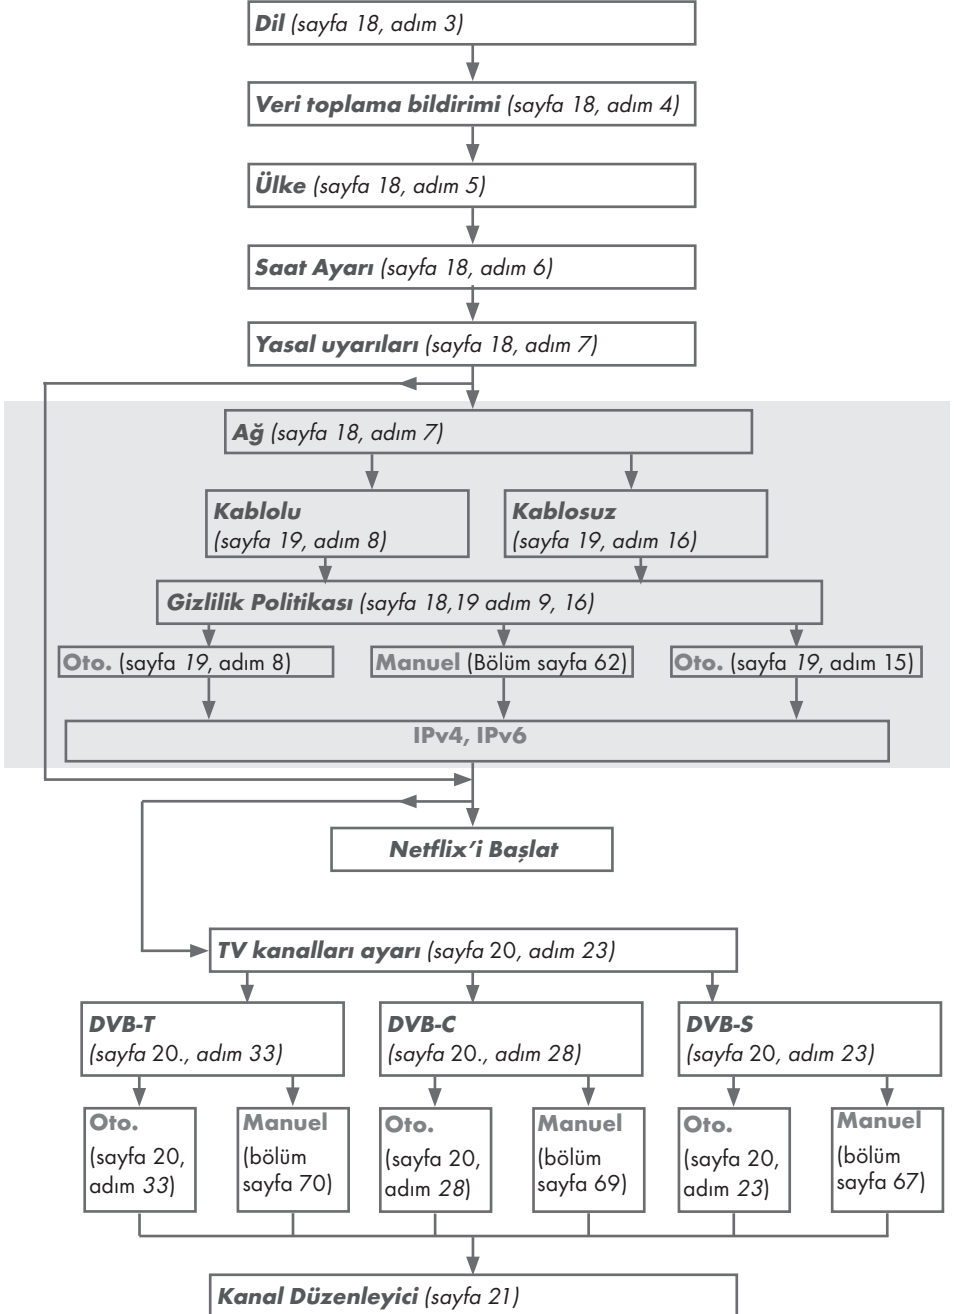 Dil (sayfa 18, adım 3)
Veri toplama bildirimi (sayfa 18, adım 4)
Ülke (sayfa 18, adım 5)
Saat Ayarı (sayfa 18, adım 6)
Yasal uyarıları (sayfa 18, adım 7)
Ağ (sayfa 18, adım 7)
Kablolu
(sayfa 19, adım 8)
Kablosuz
(sayfa 19, adım 16)
Gizlilik Politikası (sayfa 18,19 adım 9, 16)
Oto. (sayfa 19, adım 8)
Manuel (Bölüm sayfa 62)
Oto. (sayfa 19, adım 15)
IPv4, IPv6
Netflix’i Başlat
TV kanalları ayarı (sayfa 20, adım 23)
DVB-T
(sayfa 20., adım 33)
DVB-C
(sayfa 20., adım 28)
DVB-S
(sayfa 20, adım 23)
Oto.
(sayfa 20,
adım 33)
Manuel
(bölüm
sayfa 70)
Oto.
(sayfa 20,
adım 28)
Manuel
(bölüm
sayfa 69)
Oto.
(sayfa 20,
adım 23)
Manuel
(bölüm
sayfa 67)
Kanal Düzenleyici (sayfa 21)